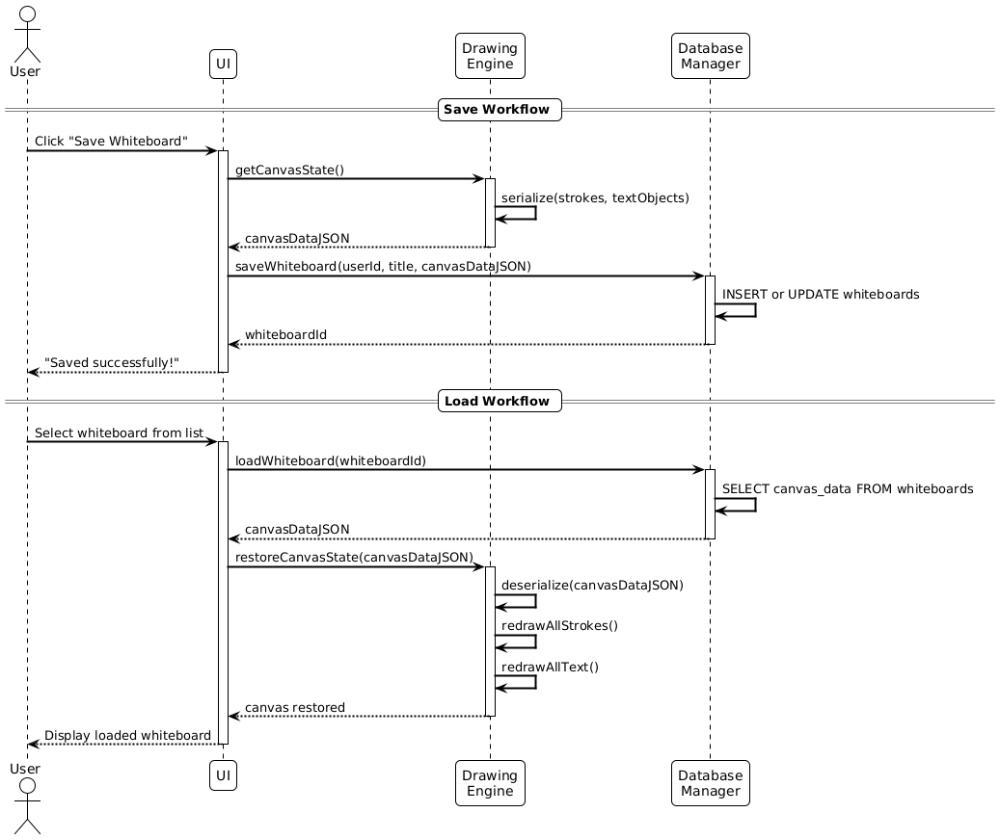 User
UI
Drawing
Engine
Database
Manager
Save Workflow
Click "Save Whiteboard"
getCanvasState()
serialize(strokes, textObjects)
canvasDataJSON
saveWhiteboard(userId, title, canvasDataJSON)
INSERT or UPDATE whiteboards
whiteboardId
"Saved successfully!"
Load Workflow
Select whiteboard from list
loadWhiteboard(whiteboardId)
SELECT canvas_data FROM whiteboards
canvasDataJSON
restoreCanvasState(canvasDataJSON)
deserialize(canvasDataJSON)
redrawAllStrokes()
redrawAllText()
canvas restored
Display loaded whiteboard
User
UI
Drawing
Engine
Database
Manager